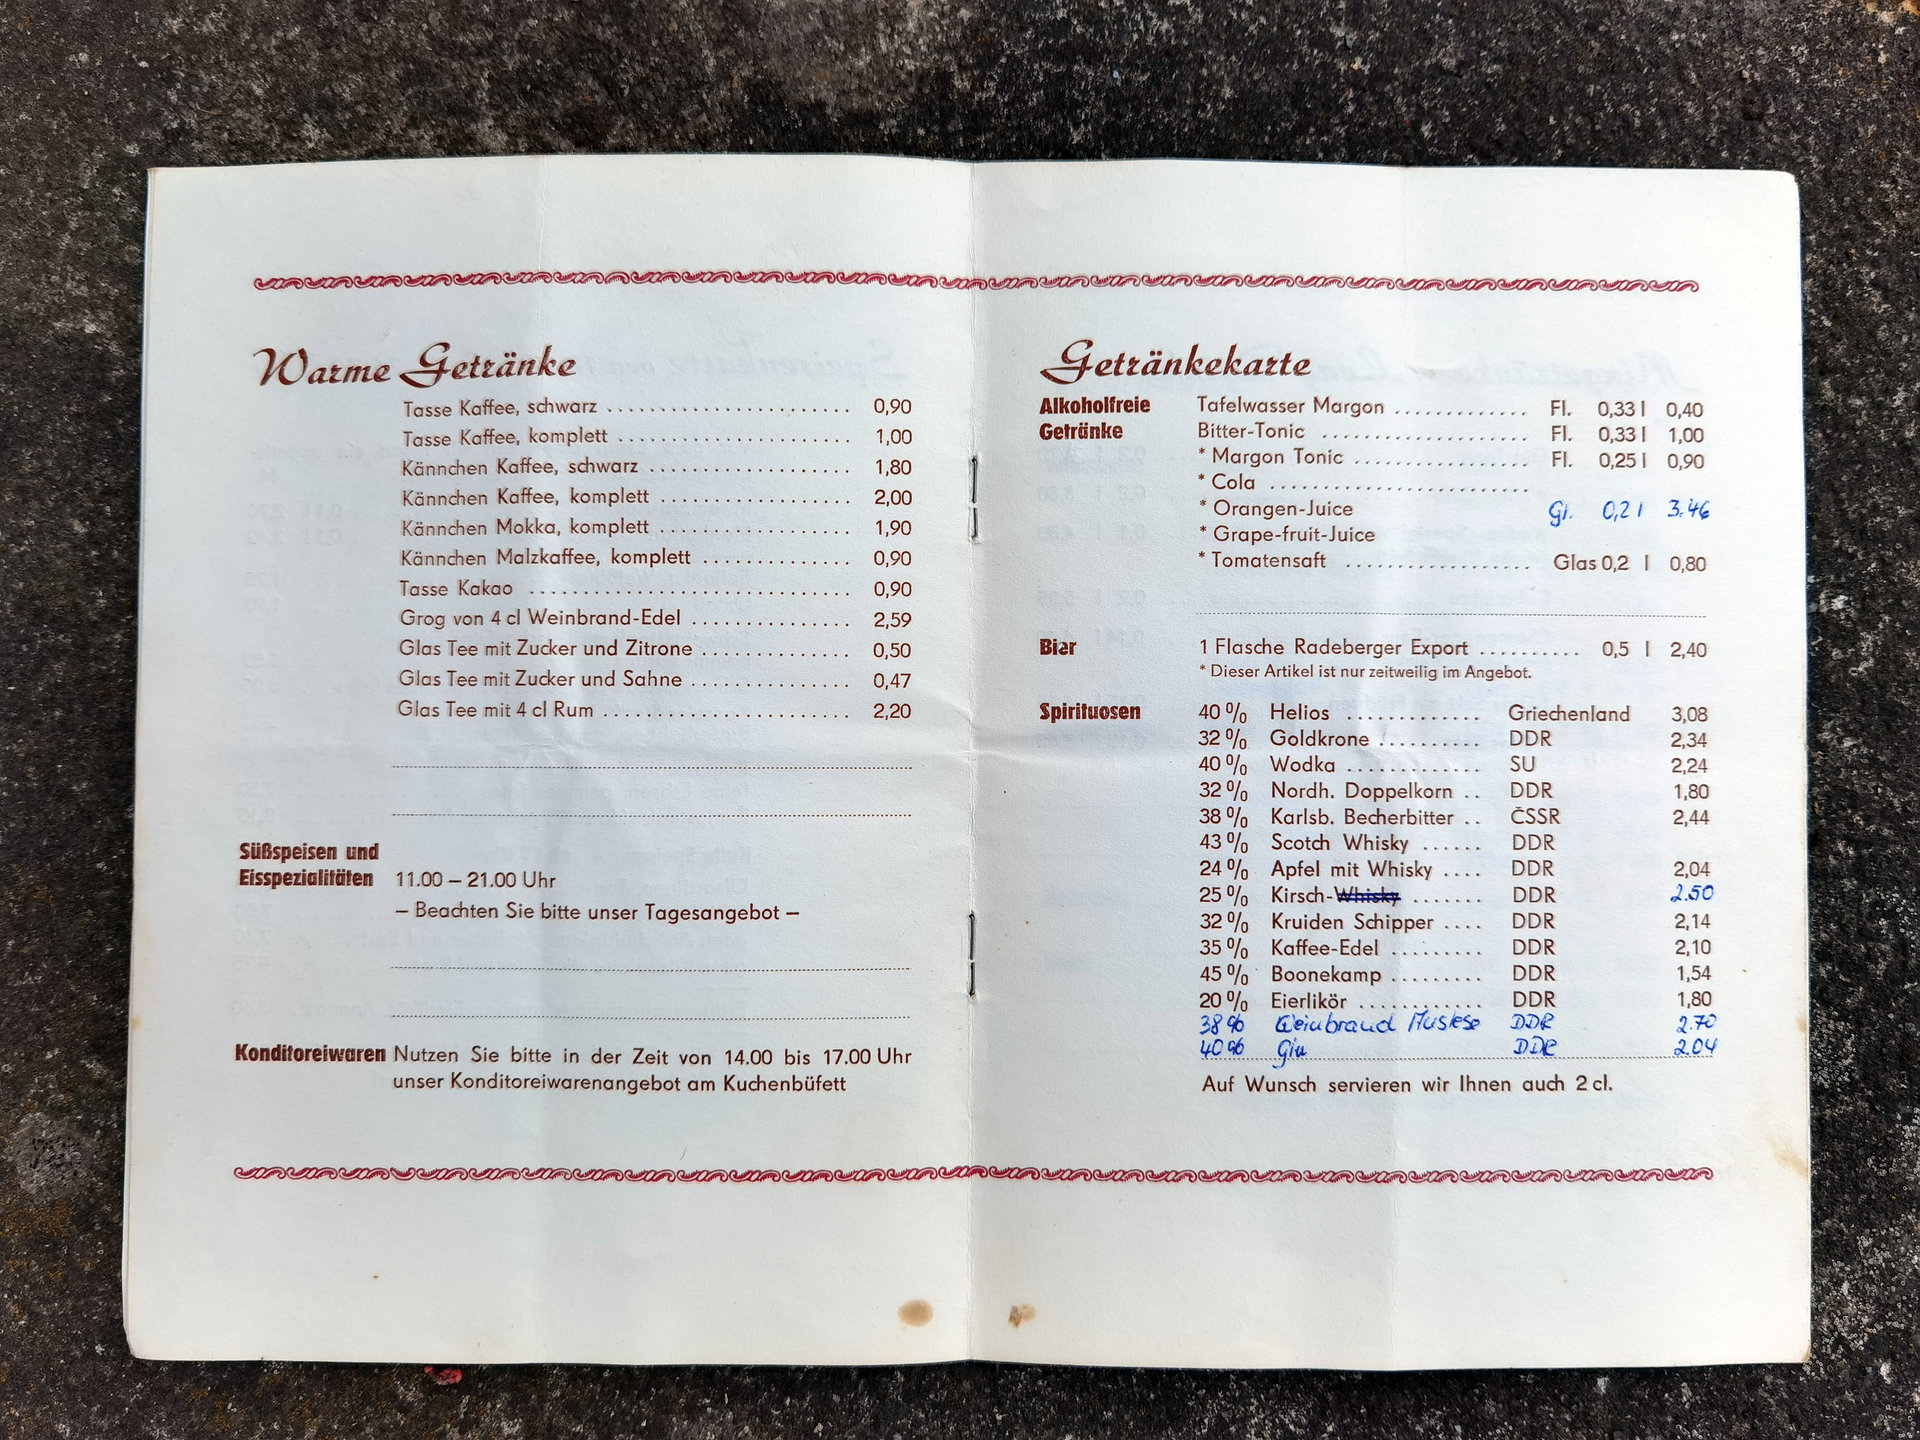 Warme Getränke
Tasse Kaffee, schwarz ...................... 0,90
Tasse Kaffee, komplett ..................... 1,00
Kännchen Kaffee, schwarz .................. 1,80
Kännchen Kaffee, komplett ................. 2,00
Kännchen Mokka, komplett ................. 1,90
Kännchen Malzkaffee, komplett .............. 0,90
Tasse Kakao ............................. 0,90
Grog von 4 cl Weinbrand-Edel ............... 2,59
Glas Tee mit Zucker und Zitrone .............. 0,50
Glas Tee mit Zucker und Sahne ............... 0,47
Glas Tee mit 4 cl Rum ....................... 2,20
Süßspeisen und
Eisspezialitäten 11.00 – 21.00 Uhr
– Beachten Sie bitte unser Tagesangebot –
Konditoreiwaren Nutzen Sie bitte in der Zeit von 14.00 bis 17.00 Uhr
unser Konditoreiwarenangebot am Kuchenbüfett
Getränkekarte
Alkoholfreie Tafelwasser Margon ............. Fl. 0,33 l 0,40
Getränke Bitter-Tonic .................... Fl. 0,33 l 1,00
* Margon Tonic ................. Fl. 0,25 l 0,90
* Cola .........................
* Orangen-Juice Gl. 0,2 l 3.46
* Grape-fruit-Juice
* Tomatensaft .................. Glas 0,2 l 0,80
Bier 1 Flasche Radeberger Export .......... 0,5 l 2,40
* Dieser Artikel ist nur zeitweilig im Angebot.
Spirituosen 40 % Helios ............. Griechenland 3,08
32 % Goldkrone .......... DDR 2,34
40 % Wodka ............. SU 2,24
32 % Nordh. Doppelkorn .. DDR 1,80
38 % Karlsb. Becherbitter .. ČSSR 2,44
43 % Scotch Whisky ...... DDR
24 % Apfel mit Whisky .... DDR 2,04
25 % Kirsch-Whisky ....... DDR 2.50
32 % Kruiden Schipper .... DDR 2,14
35 % Kaffee-Edel ......... DDR 2,10
45 % Boonekamp ......... DDR 1,54
20 % Eierlikör ............ DDR 1,80
38 % Weinbrand Auslese DDR 2.70
40 % Gin DDR 2.04
Auf Wunsch servieren wir Ihnen auch 2 cl.